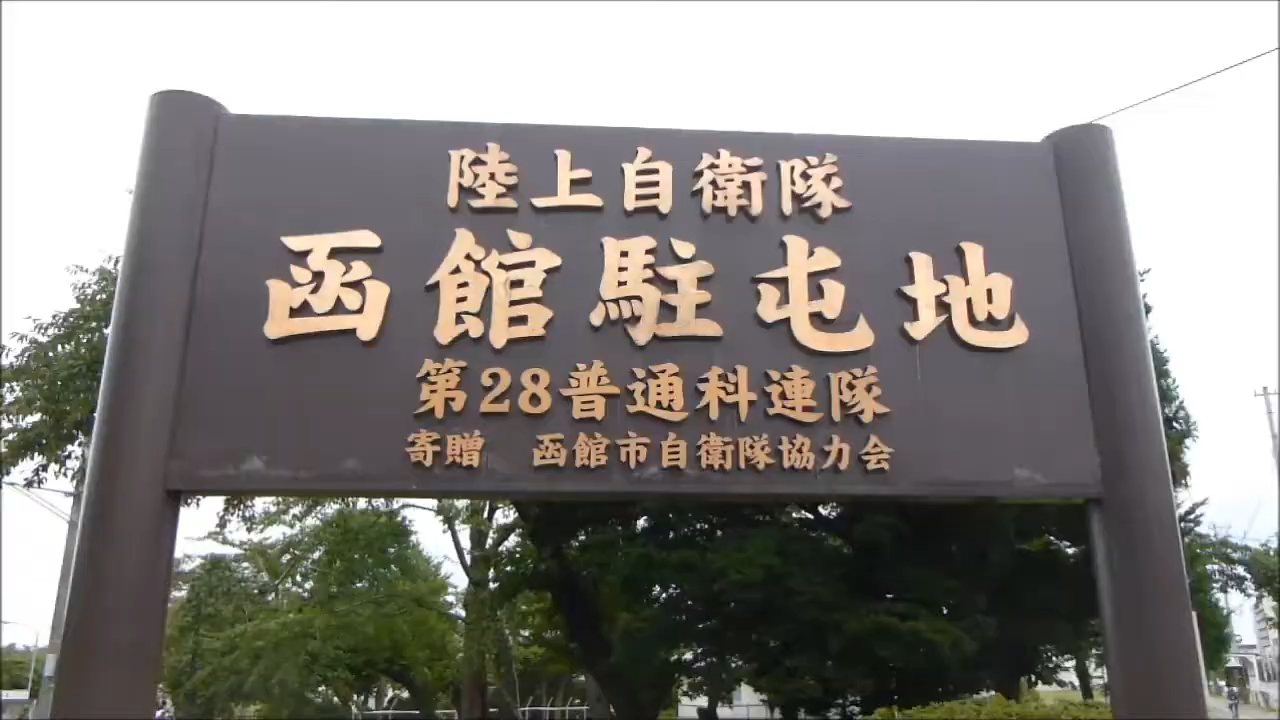 陸上自衛隊
函館駐屯地
第28普通科連隊
寄贈　函館市自衛隊協力会